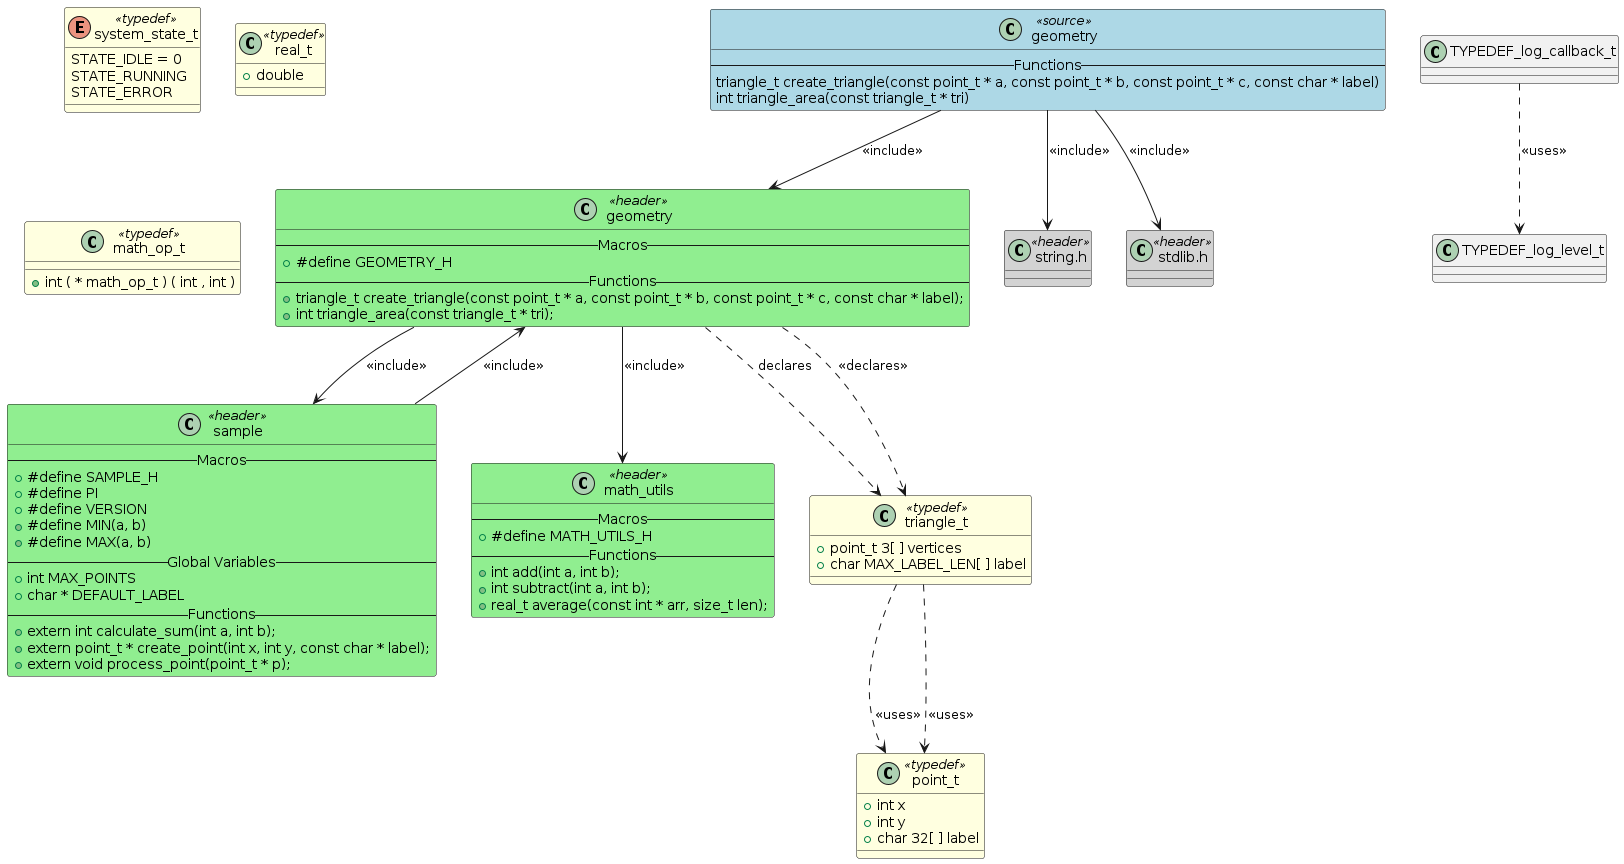 E
«typedef»
system_state_t
STATE_IDLE = 0
STATE_RUNNING
STATE_ERROR
C
«typedef»
real_t
double
C
«source»
geometry
Functions
triangle_t create_triangle(const point_t * a, const point_t * b, const point_t * c, const char * label)
int triangle_area(const triangle_t * tri)
C
TYPEDEF_log_callback_t
«include»
«include»
«include»
«uses»
C
«typedef»
math_op_t
int ( * math_op_t ) ( int , int )
C
«header»
geometry
Macros
#define GEOMETRY_H
Functions
triangle_t create_triangle(const point_t * a, const point_t * b, const point_t * c, const char * label);
int triangle_area(const triangle_t * tri);
C
«header»
string.h
C
«header»
stdlib.h
C
TYPEDEF_log_level_t
«include»
«include»
«include»
declares
«declares»
C
«header»
sample
Macros
#define SAMPLE_H
#define PI
#define VERSION
#define MIN(a, b)
#define MAX(a, b)
Global Variables
int MAX_POINTS
char * DEFAULT_LABEL
Functions
extern int calculate_sum(int a, int b);
extern point_t * create_point(int x, int y, const char * label);
extern void process_point(point_t * p);
C
«header»
math_utils
Macros
#define MATH_UTILS_H
Functions
int add(int a, int b);
int subtract(int a, int b);
real_t average(const int * arr, size_t len);
C
«typedef»
triangle_t
point_t 3[ ] vertices
char MAX_LABEL_LEN[ ] label
«uses»
«uses»
C
«typedef»
point_t
int x
int y
char 32[ ] label